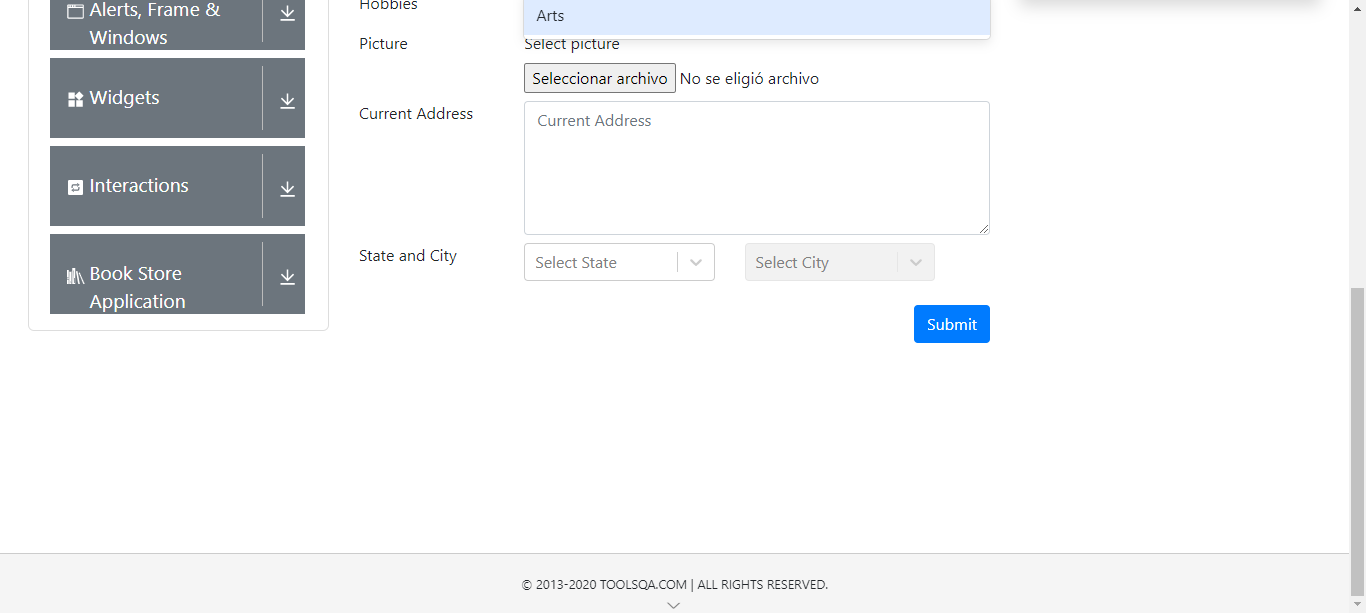 Alerts, Frame &
Windows
Widgets
Interactions
Book Store
Application
Hobbies
Arts
Picture
Select picture
Seleccionar archivo No se eligió archivo
Current Address
Current Address
State and City
Select State
Select City
Submit
© 2013-2020 TOOLSQA.COM | ALL RIGHTS RESERVED.